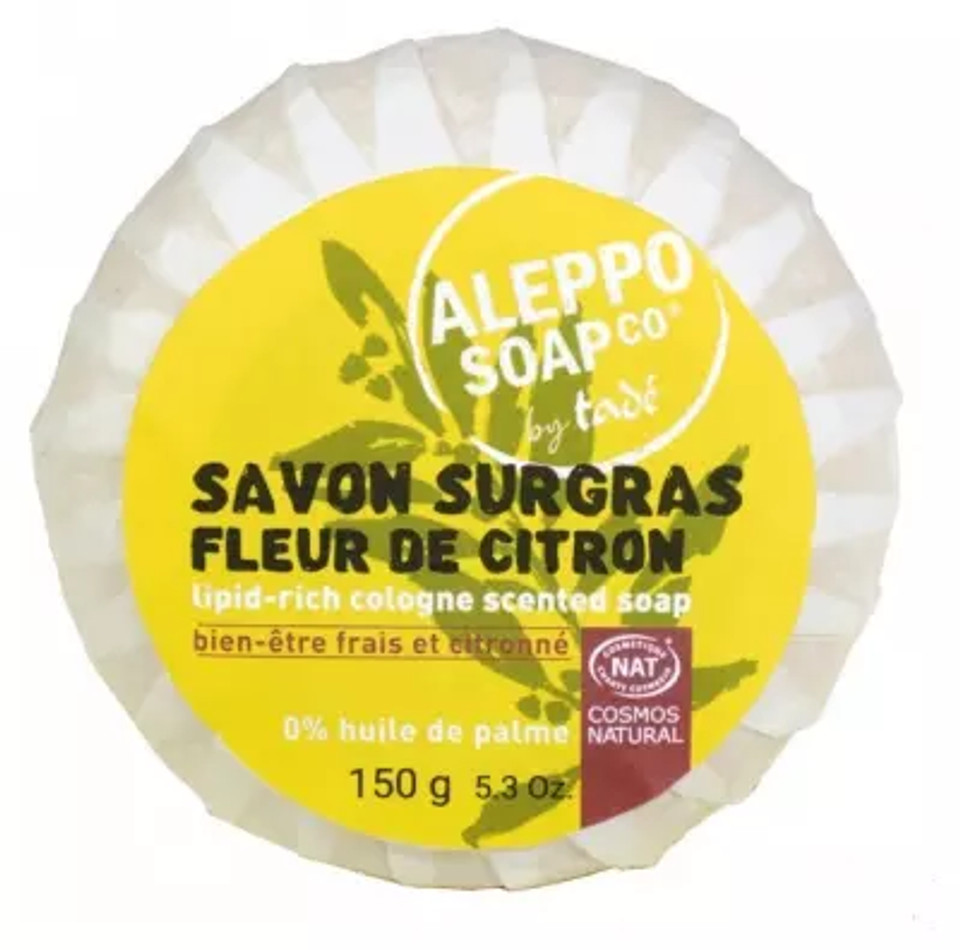 ALEPPO
SOAP CO®
by tadé
SAVON SURGRAS
FLEUR DE CITRON
lipid-rich cologne scented soap
bien-être frais et citronné
NAT
COSMOS
NATURAL
0% huile de palme
150 g 5.3 Oz.